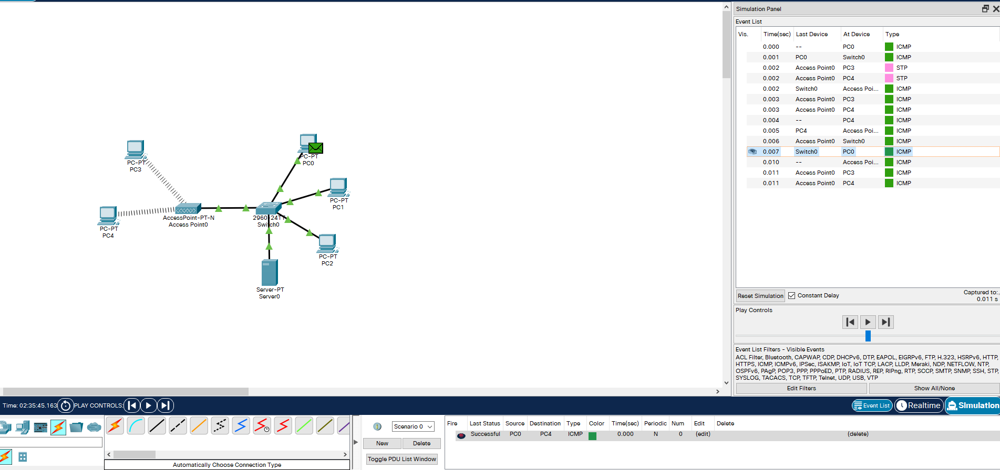 Simulation Panel
Event List
Vis. Time(sec) Last Device At Device Type
0.000 -- PC0 ICMP
0.001 PC0 Switch0 ICMP
0.002 Access Point0 PC3 STP
0.002 Access Point0 PC4 STP
0.002 Switch0 Access Poi... ICMP
0.003 Access Point0 PC3 ICMP
0.003 Access Point0 PC4 ICMP
0.004 -- PC4 ICMP
0.005 PC4 Access Poi... ICMP
0.006 Access Point0 Switch0 ICMP
0.007 Switch0 PC0 ICMP
0.010 -- Access Poi... ICMP
0.011 Access Point0 PC3 ICMP
0.011 Access Point0 PC4 ICMP
Reset Simulation Constant Delay Captured to:
0.011 s
Play Controls
Event List Filters - Visible Events
ACL Filter, Bluetooth, CAPWAP, CDP, DHCPv6, DTP, EAPOL, EIGRPv6, FTP, H.323, HSRPv6, HTTP,
HTTPS, ICMP, ICMPv6, IPSec, ISAKMP, IoT, IoT TCP, LACP, LLDP, Meraki, NDP, NETFLOW, NTP,
OSPFv6, PAgP, POP3, PPP, PPPoED, PTP, RADIUS, REP, RIPng, RTP, SCCP, SMTP, SNMP, SSH, STP,
SYSLOG, TACACS, TCP, TFTP, Telnet, UDP, USB, VTP
Edit Filters Show All/None
PC-PT
PC3
PC-PT
PC0
PC-PT
PC1
AccessPoint-PT-N
Access Point0
2960-24TT
Switch0
PC-PT
PC4
PC-PT
PC2
Server-PT
Server0
Time: 02:35:45.163 PLAY CONTROLS:
Event List Realtime Simulation
Scenario 0
New Delete
Toggle PDU List Window
Automatically Choose Connection Type
Fire Last Status Source Destination Type Color Time(sec) Periodic Num Edit Delete
Successful PC0 PC4 ICMP 0.000 N 0 (edit) (delete)